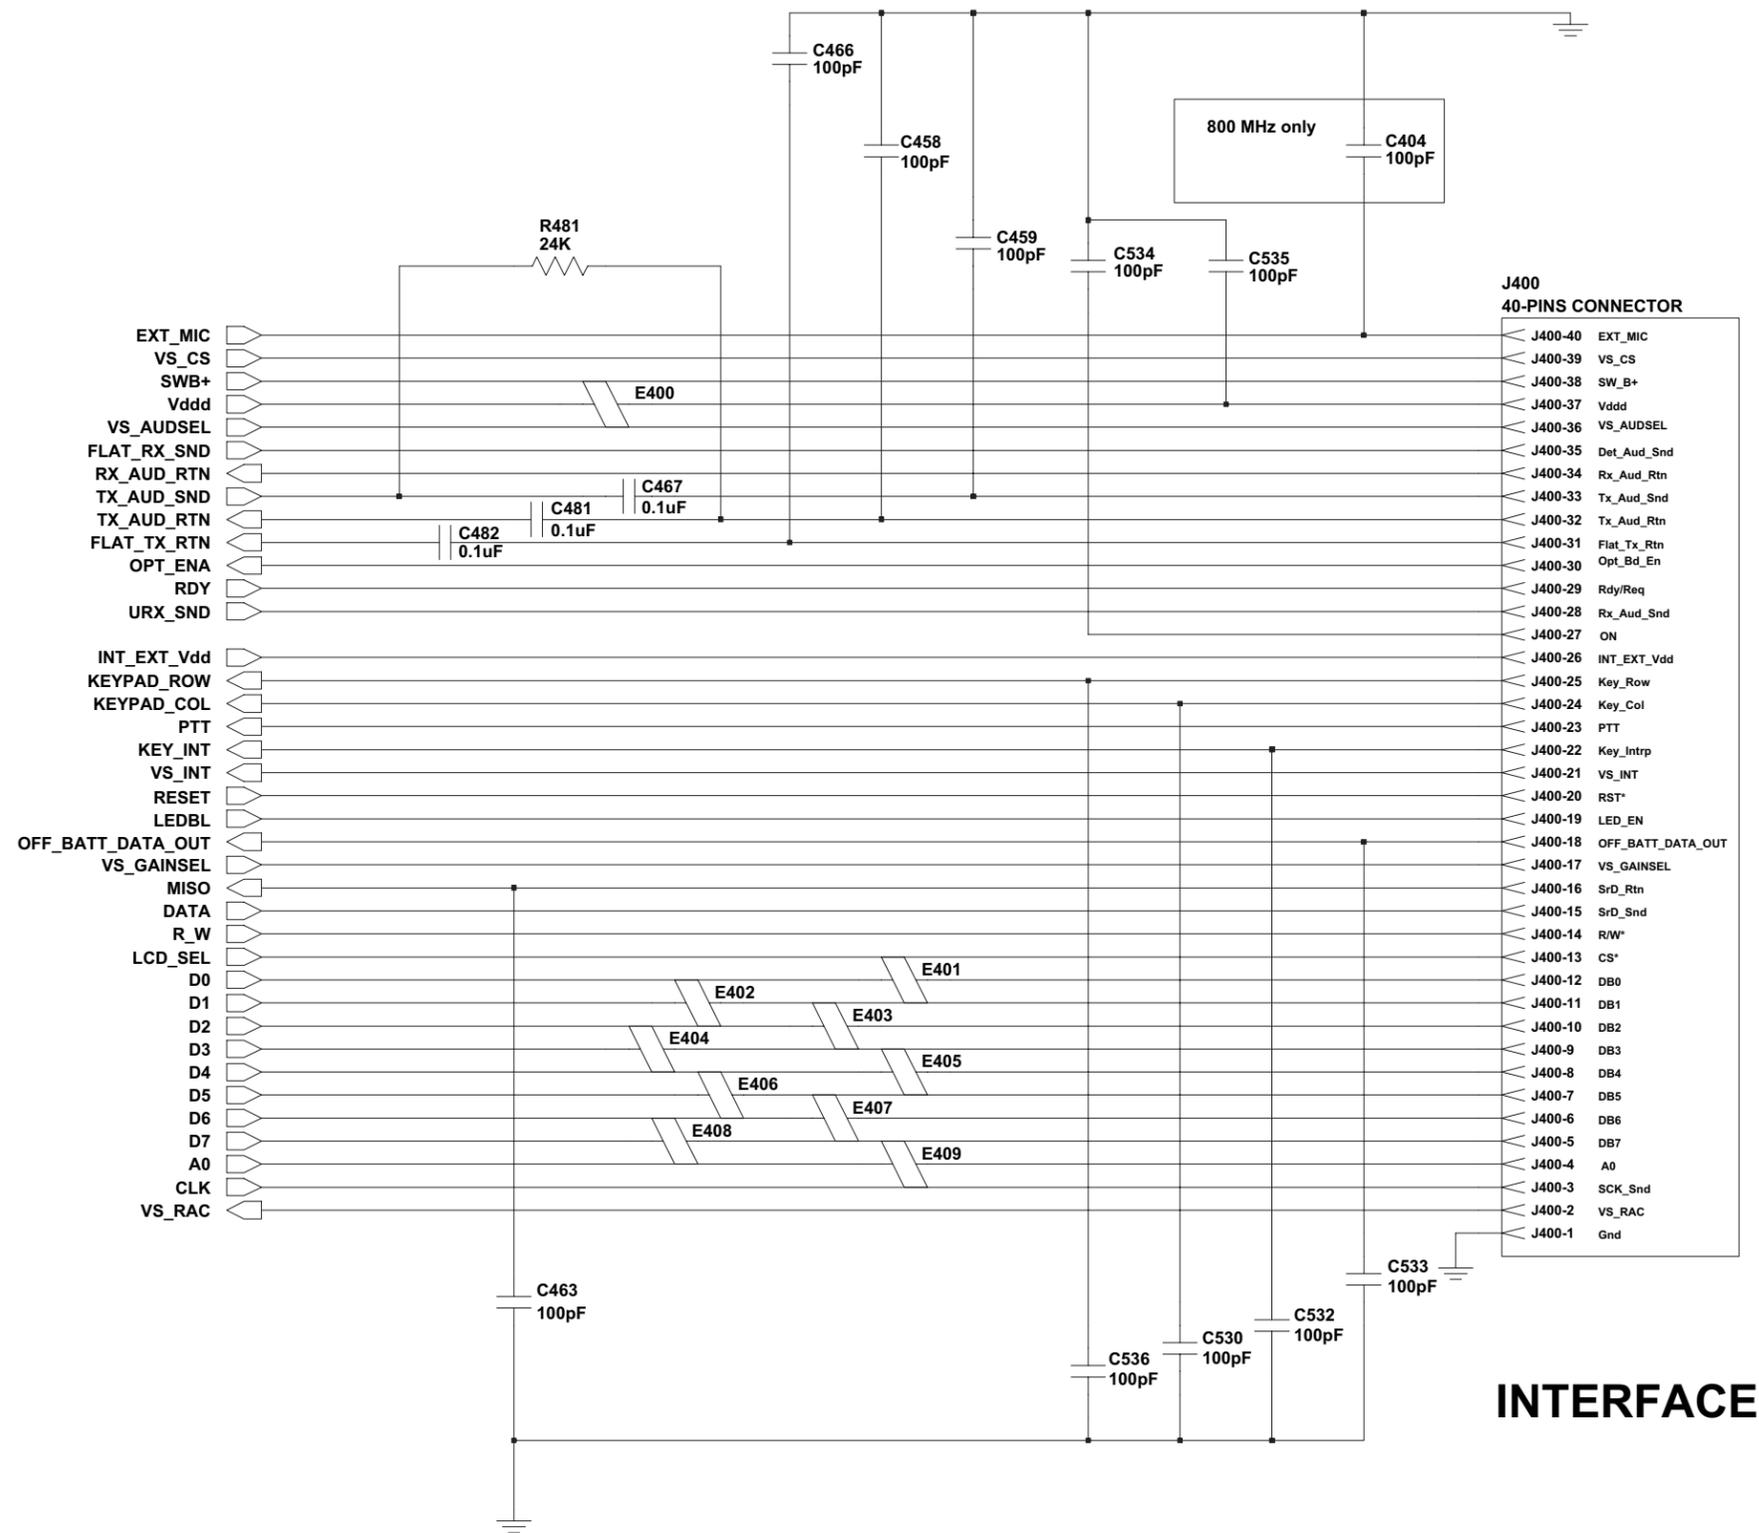 C466
100pF
C458
100pF
800 MHz only
C404
100pF
R481
24K
C459
100pF
C534
100pF
C535
100pF
J400
40-PINS CONNECTOR
EXT_MIC J400-40 EXT_MIC
VS_CS J400-39 VS_CS
SWB+ J400-38 SW_B+
E400
Vddd J400-37 Vddd
VS_AUDSEL J400-36 VS_AUDSEL
FLAT_RX_SND J400-35 Det_Aud_Snd
RX_AUD_RTN J400-34 Rx_Aud_Rtn
C467
0.1uF
TX_AUD_SND J400-33 Tx_Aud_Snd
C481
0.1uF
TX_AUD_RTN J400-32 Tx_Aud_Rtn
C482
0.1uF
FLAT_TX_RTN J400-31 Flat_Tx_Rtn
OPT_ENA J400-30 Opt_Bd_En
RDY J400-29 Rdy/Req
URX_SND J400-28 Rx_Aud_Snd
J400-27 ON
INT_EXT_Vdd J400-26 INT_EXT_Vdd
KEYPAD_ROW J400-25 Key_Row
KEYPAD_COL J400-24 Key_Col
PTT J400-23 PTT
KEY_INT J400-22 Key_Intrp
VS_INT J400-21 VS_INT
RESET J400-20 RST*
LEDBL J400-19 LED_EN
OFF_BATT_DATA_OUT J400-18 OFF_BATT_DATA_OUT
VS_GAINSEL J400-17 VS_GAINSEL
MISO J400-16 SrD_Rtn
DATA J400-15 SrD_Snd
R_W J400-14 R/W*
LCD_SEL J400-13 CS*
E401
D0 J400-12 DB0
E402
D1 J400-11 DB1
E403
D2 J400-10 DB2
E404
D3 J400-9 DB3
E405
D4 J400-8 DB4
E406
D5 J400-7 DB5
E407
D6 J400-6 DB6
E408
D7 J400-5 DB7
E409
A0 J400-4 A0
CLK J400-3 SCK_Snd
VS_RAC J400-2 VS_RAC
J400-1 Gnd
C533
100pF
C463
100pF
C532
100pF
C530
100pF
C536
100pF
INTERFACE